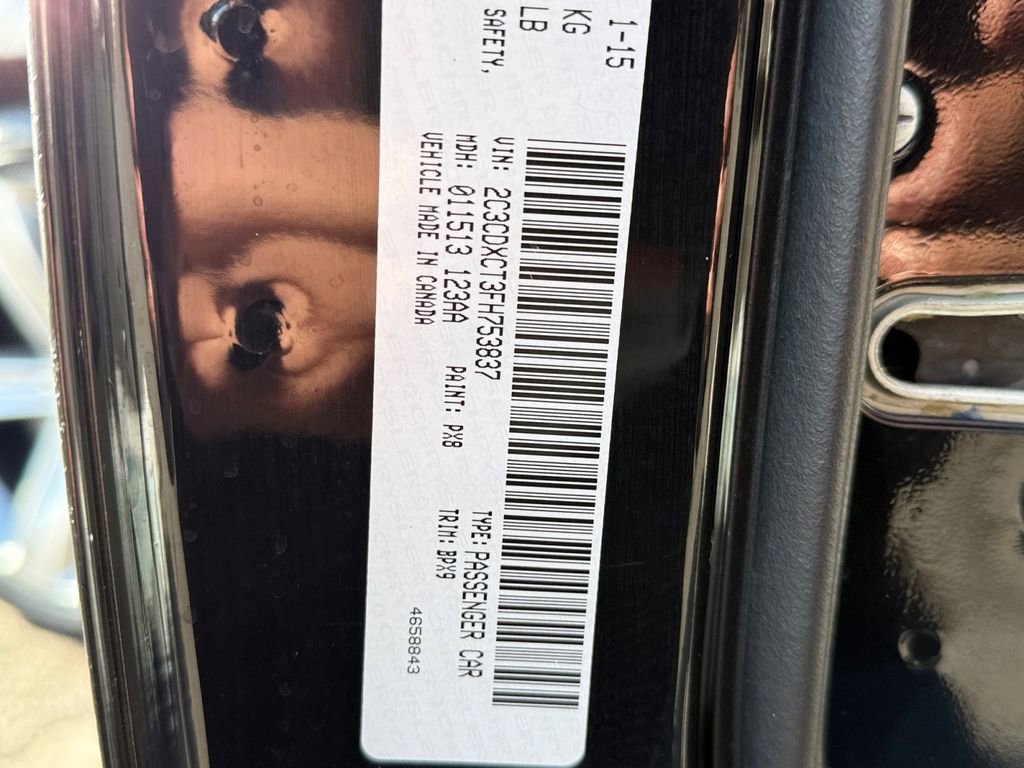 1-15
KG
LB
SAFETY,
VIN: 2C3CDXCT3FH753837 TYPE: PASSENGER CAR
MDH: 011513 123AA PAINT: PX8 TRIM: BPX9
VEHICLE MADE IN CANADA 4658843